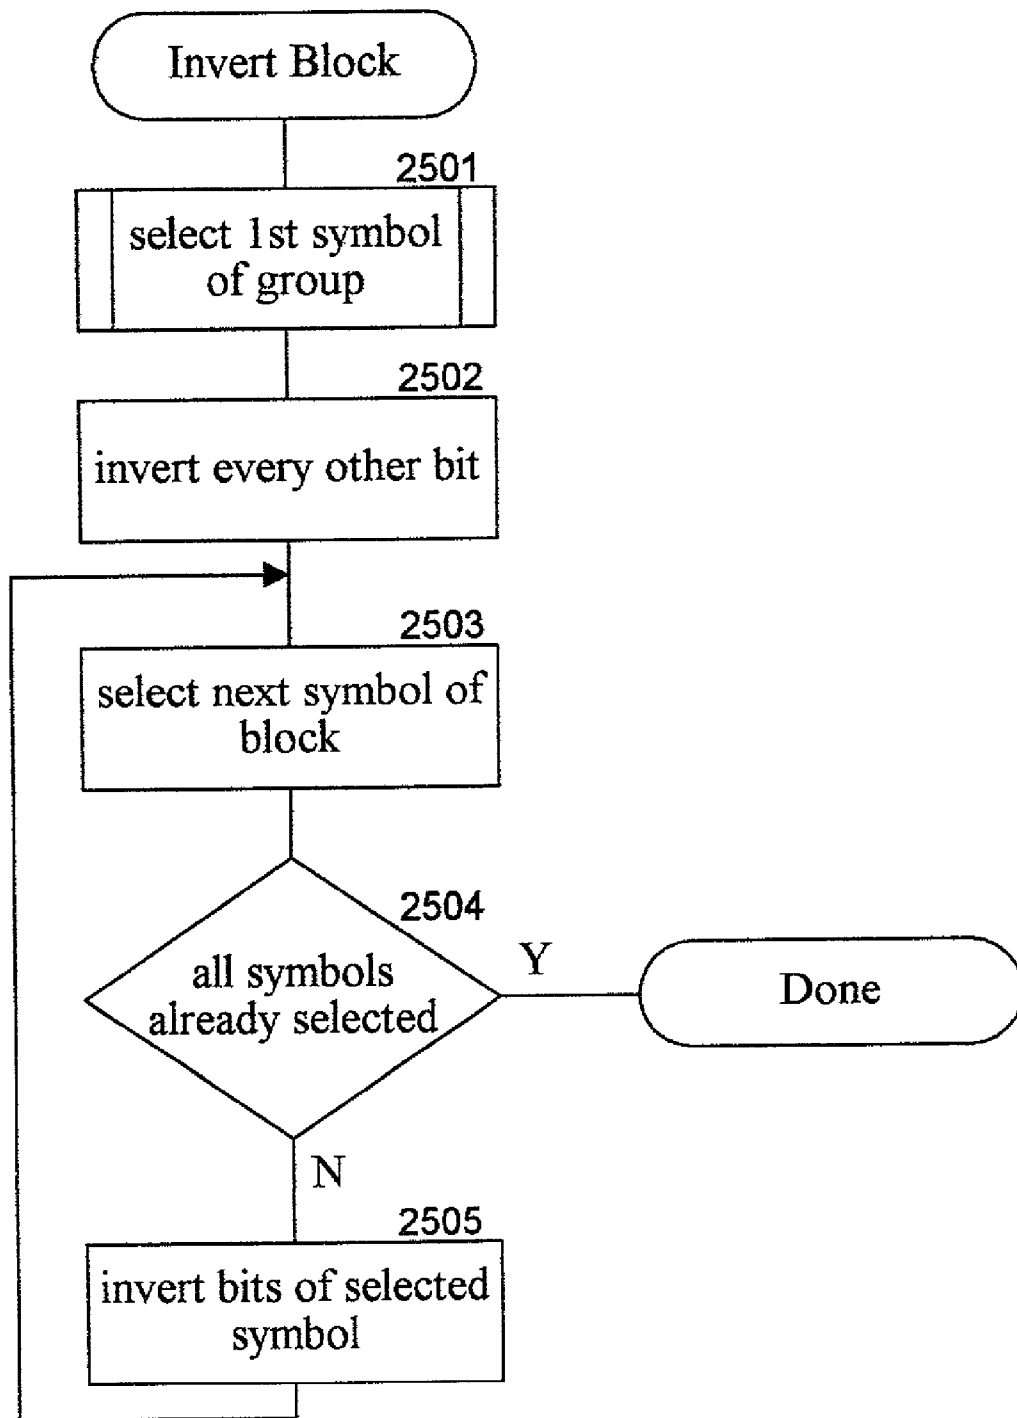 Invert Block
2501
select 1st symbol
of group
2502
invert every other bit
2503
select next symbol of
block
2504
all symbols
already selected
Y
Done
N
2505
invert bits of selected
symbol